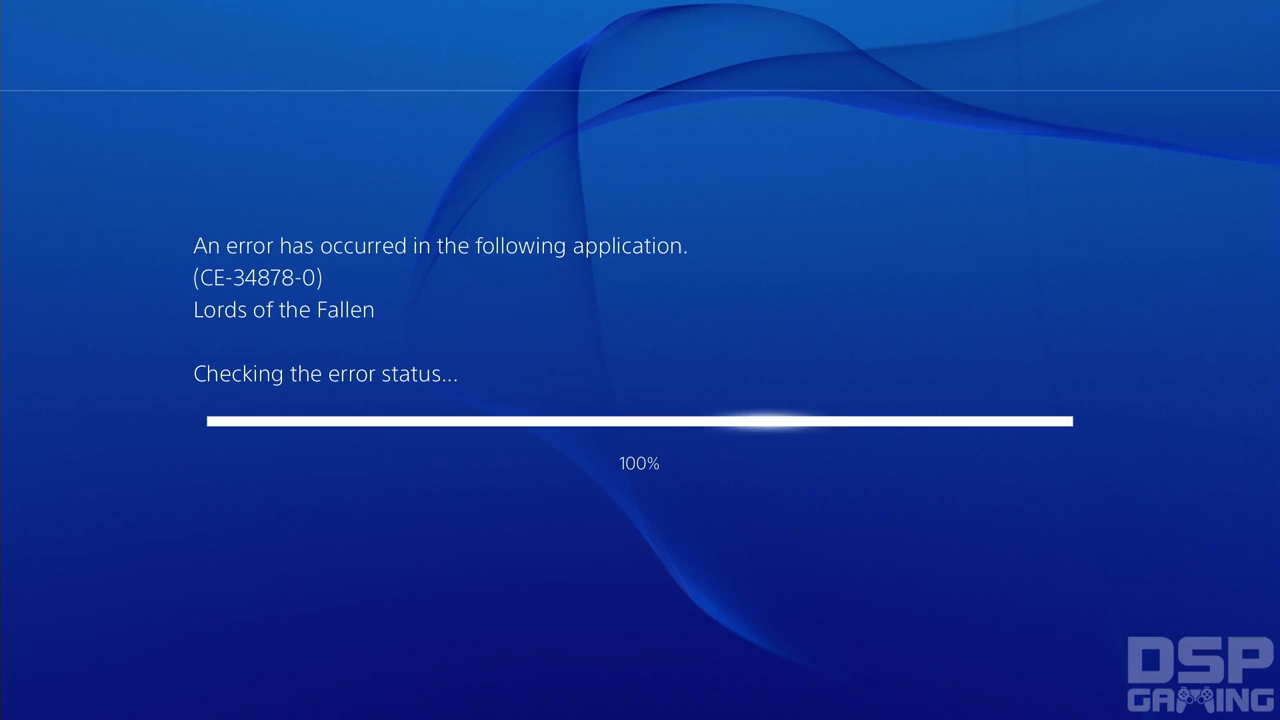 An error has occurred in the following application.
(CE-34878-0)
Lords of the Fallen
Checking the error status...
100%
DSP
GAMING